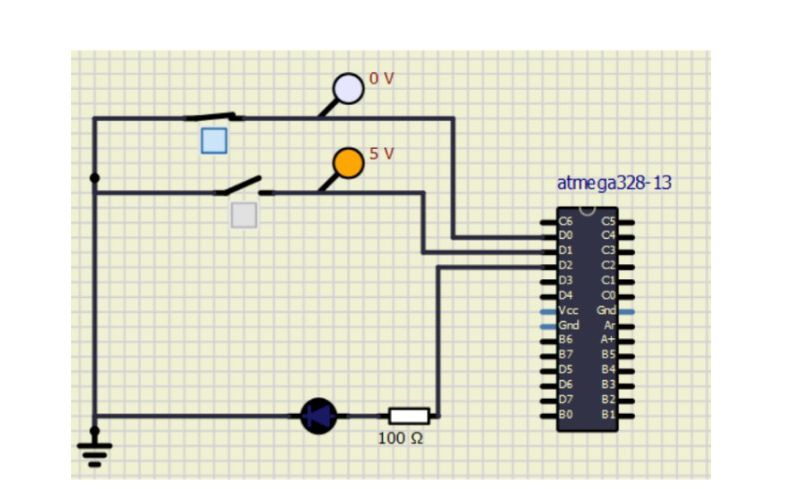 0 V
5 V
atmega328-13
C6 C5
D0 C4
D1 C3
D2 C2
D3 C1
D4 C0
Vcc Gnd
Gnd Ar
B6 A+
B7 B5
D5 B4
D6 B3
D7 B2
B0 B1
100 Ω